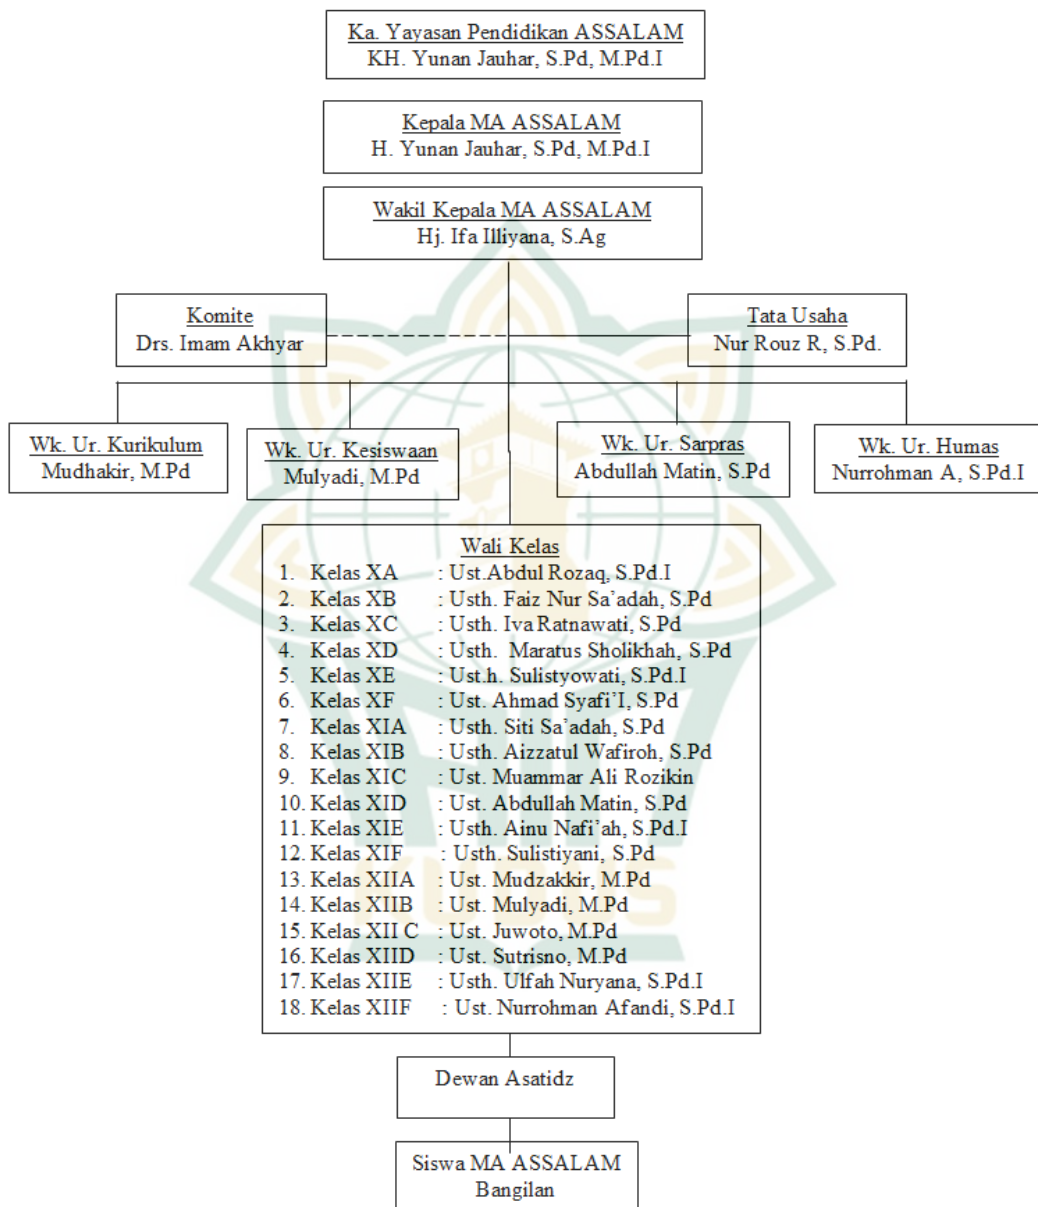 Ka. Yayasan Pendidikan ASSALAM
KH. Yunan Jauhar, S.Pd, M.Pd.I
Kepala MA ASSALAM
H. Yunan Jauhar, S.Pd, M.Pd.I
Wakil Kepala MA ASSALAM
Hj. Ifa Illiyana, S.Ag
Komite
Drs. Imam Akhyar
Tata Usaha
Nur Rouz R, S.Pd.
Wk. Ur. Kurikulum
Mudhakir, M.Pd
Wk. Ur. Kesiswaan
Mulyadi, M.Pd
Wk. Ur. Sarpras
Abdullah Matin, S.Pd
Wk. Ur. Humas
Nurrohman A, S.Pd.I
Wali Kelas
1. Kelas XA : Ust.Abdul Rozaq, S.Pd.I
2. Kelas XB : Usth. Faiz Nur Sa’adah, S.Pd
3. Kelas XC : Usth. Iva Ratnawati, S.Pd
4. Kelas XD : Usth. Maratus Sholikhah, S.Pd
5. Kelas XE : Ust.h. Sulistyowati, S.Pd.I
6. Kelas XF : Ust. Ahmad Syafi’I, S.Pd
7. Kelas XIA : Usth. Siti Sa’adah, S.Pd
8. Kelas XIB : Usth. Aizzatul Wafiroh, S.Pd
9. Kelas XIC : Ust. Muammar Ali Rozikin
10. Kelas XID : Ust. Abdullah Matin, S.Pd
11. Kelas XIE : Usth. Ainu Nafi’ah, S.Pd.I
12. Kelas XIF : Usth. Sulistiyani, S.Pd
13. Kelas XIIA : Ust. Mudzakkir, M.Pd
14. Kelas XIIB : Ust. Mulyadi, M.Pd
15. Kelas XII C : Ust. Juwoto, M.Pd
16. Kelas XIID : Ust. Sutrisno, M.Pd
17. Kelas XIIE : Usth. Ulfah Nuryana, S.Pd.I
18. Kelas XIIF : Ust. Nurrohman Afandi, S.Pd.I
KUDUS
Dewan Asatidz
Siswa MA ASSALAM
Bangilan